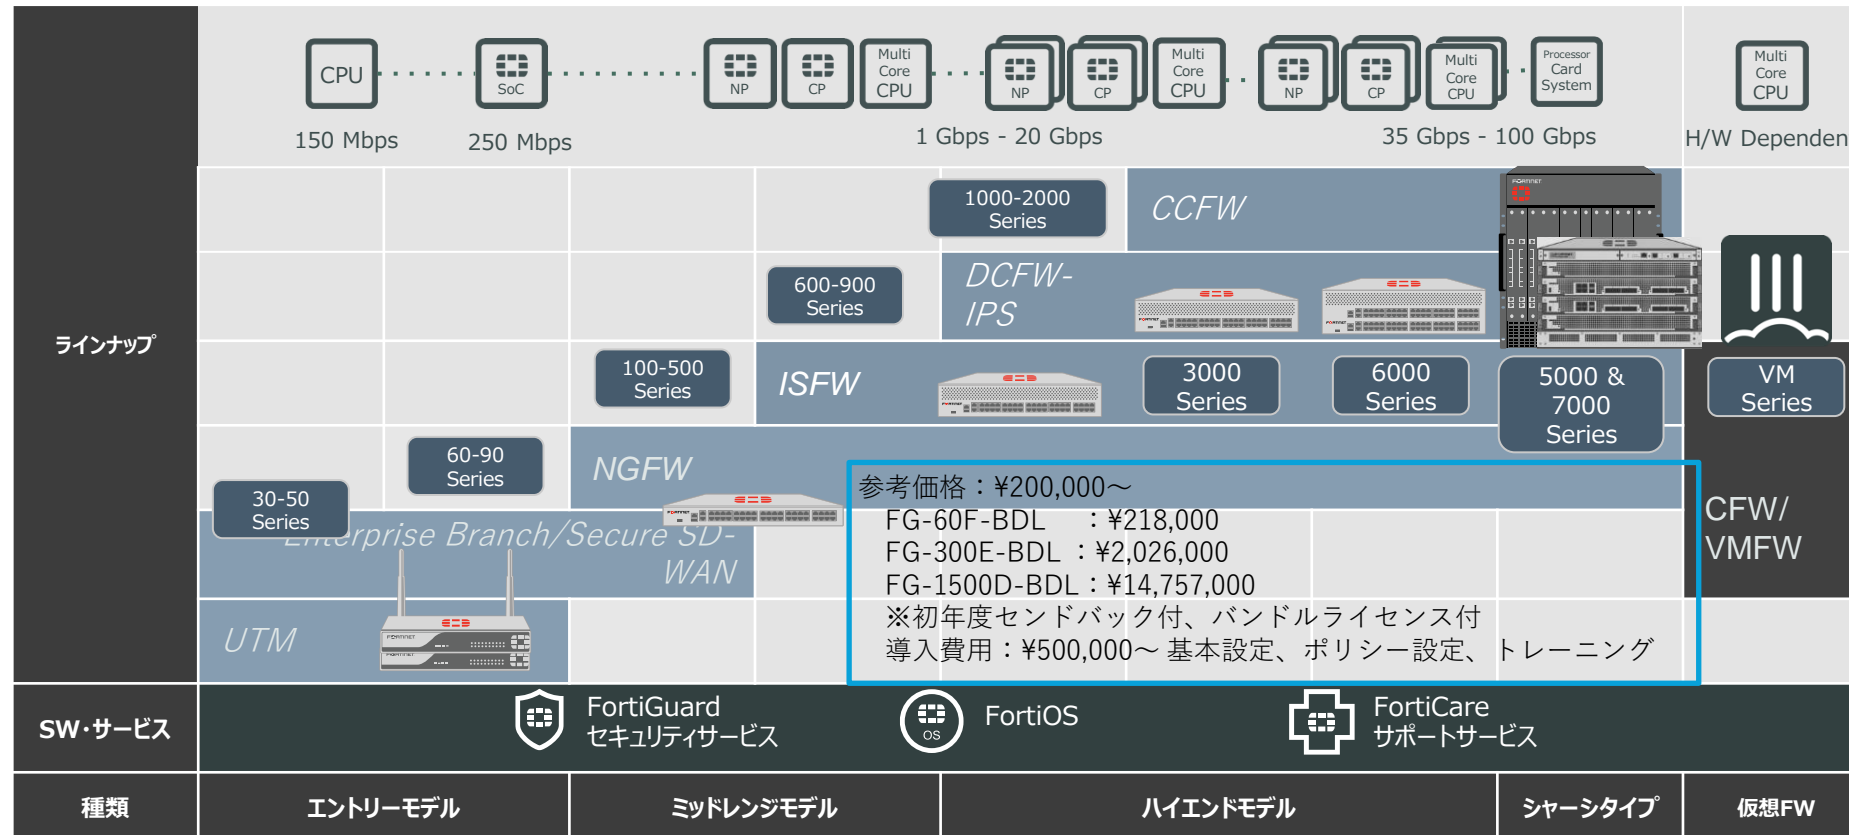 CPU
SoC
NP
CP
Multi
Core
CPU
NP
CP
Multi
Core
CPU
NP
CP
Multi
Core
CPU
Processor
Card
System
Multi
Core
CPU
150 Mbps
250 Mbps
1 Gbps - 20 Gbps
35 Gbps - 100 Gbps
H/W Dependen
ラインナップ
1000-2000
Series
CCFW
FORTINET
600-900
Series
DCFW-
IPS
100-500
Series
ISFW
3000
Series
6000
Series
5000 &
7000
Series
VM
Series
60-90
Series
NGFW
30-50
Series
Enterprise Branch/Secure SD-
WAN
CFW/
VMFW
参考価格：¥200,000～
FG-60F-BDL ：¥218,000
FG-300E-BDL ：¥2,026,000
FG-1500D-BDL：¥14,757,000
※初年度センドバック付、バンドルライセンス付
導入費用：¥500,000～ 基本設定、ポリシー設定、トレーニング
UTM
FORTINET
FORTINET
SW・サービス
FortiGuard
セキュリティサービス
OS
FortiOS
FortiCare
サポートサービス
種類
エントリーモデル
ミッドレンジモデル
ハイエンドモデル
シャーシタイプ
仮想FW